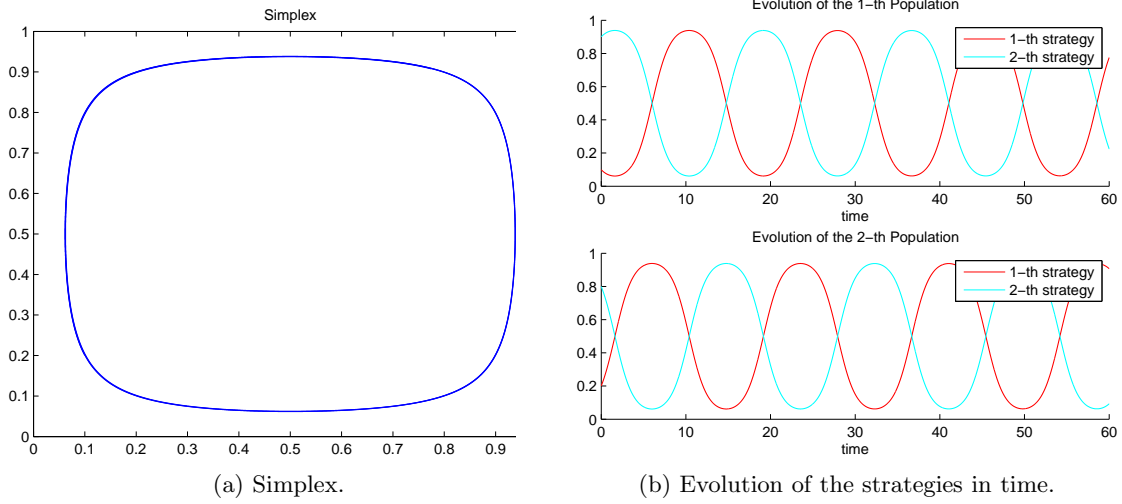 Simplex
1
0.9
0.8
0.7
0.6
0.5
0.4
0.3
0.2
0.1
0
0 0.1 0.2 0.3 0.4 0.5 0.6 0.7 0.8 0.9
(a) Simplex.
Evolution of the 1−th Population
1
0.8
0.6
0.4
0.2
0
0 10 20 30 40 50 60
time
1−th strategy
2−th strategy
Evolution of the 2−th Population
1
0.8
0.6
0.4
0.2
0
0 10 20 30 40 50 60
time
1−th strategy
2−th strategy
(b) Evolution of the strategies in time.